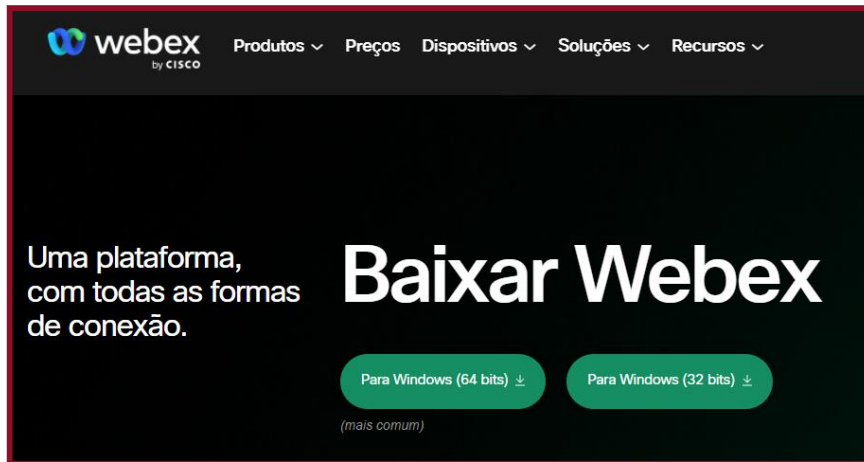 webex
by CISCO
Produtos Preços Dispositivos Soluções Recursos
Uma plataforma,
com todas as formas
de conexão.
Baixar Webex
Para Windows (64 bits) Para Windows (32 bits)
(mais comum)